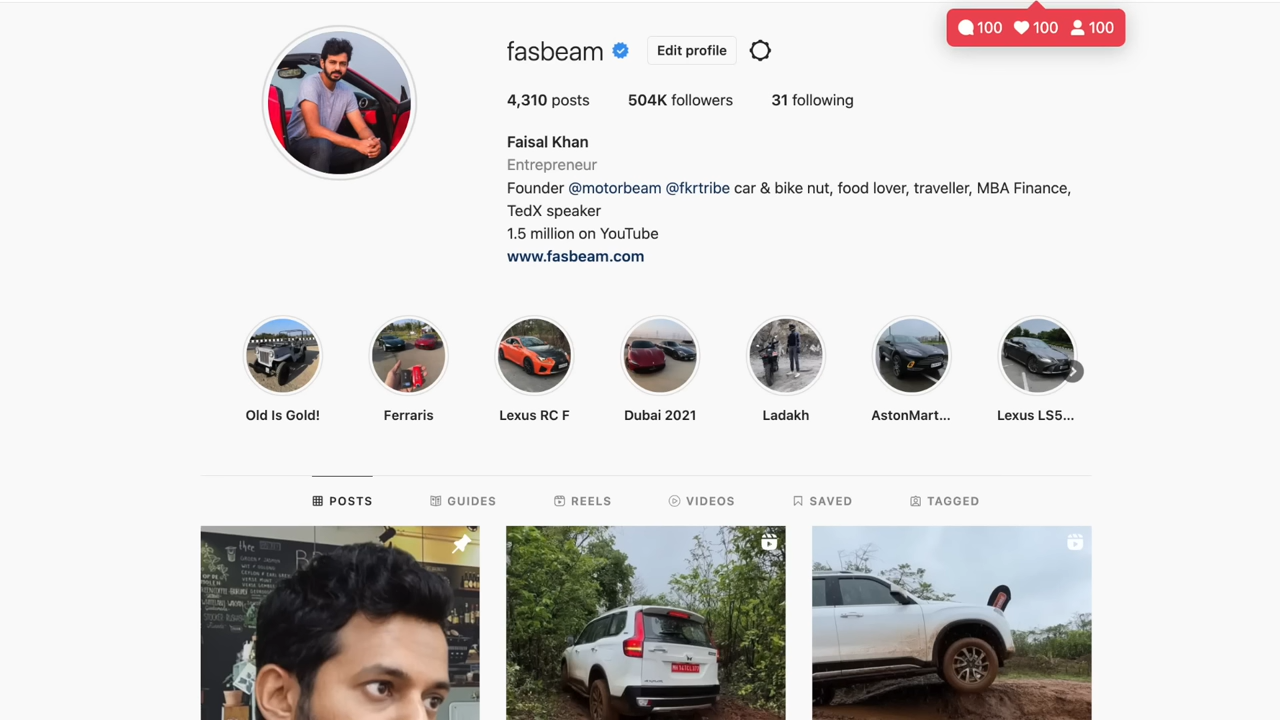 100 100 100
fasbeam Edit profile
4,310 posts 504K followers 31 following
Faisal Khan
Entrepreneur
Founder @motorbeam @fkrtribe car & bike nut, food lover, traveller, MBA Finance,
TedX speaker
1.5 million on YouTube
www.fasbeam.com
Old Is Gold! Ferraris Lexus RC F Dubai 2021 Ladakh AstonMart... Lexus LS5...
POSTS GUIDES REELS VIDEOS SAVED TAGGED